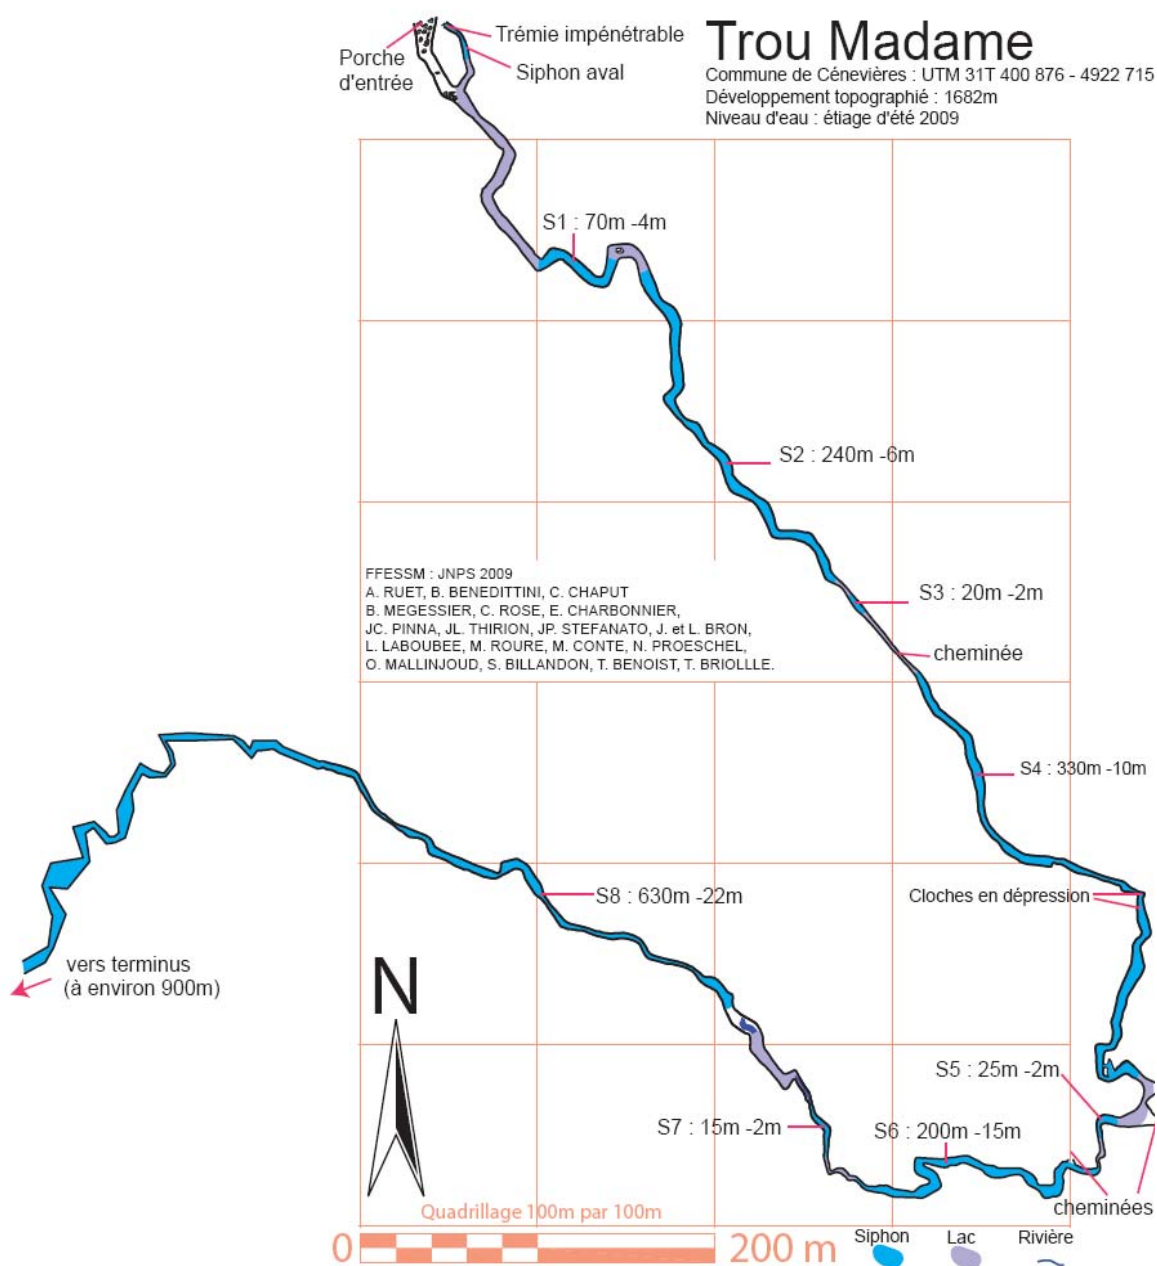 Trou Madame
Commune de Cénevières : UTM 31T 400 876 - 4922 715
Développement topographié : 1682m
Niveau d'eau : étiage d'été 2009
Porche
d'entrée
Trémie impénétrable
Siphon aval
S1 : 70m -4m
S2 : 240m -6m
FFESSM : JNPS 2009
A. RUET, B. BENEDITTINI, C. CHAPUT
B. MEGESSIER, C. ROSE, E. CHARBONNIER,
JC. PINNA, JL. THIRION, JP. STEFANATO, J. et L. BRON,
L. LABOUBEE, M. ROURE, M. CONTE, N. PROESCHEL,
O. MALLINJOUD, S. BILLANDON, T. BENOIST, T. BRIOLLLE.
S3 : 20m -2m
cheminée
S4 : 330m -10m
S8 : 630m -22m
Cloches en dépression
vers terminus
(à environ 900m)
N
S5 : 25m -2m
S7 : 15m -2m
S6 : 200m -15m
cheminées
Quadrillage 100m par 100m
0
200 m
Siphon
Lac
Rivière